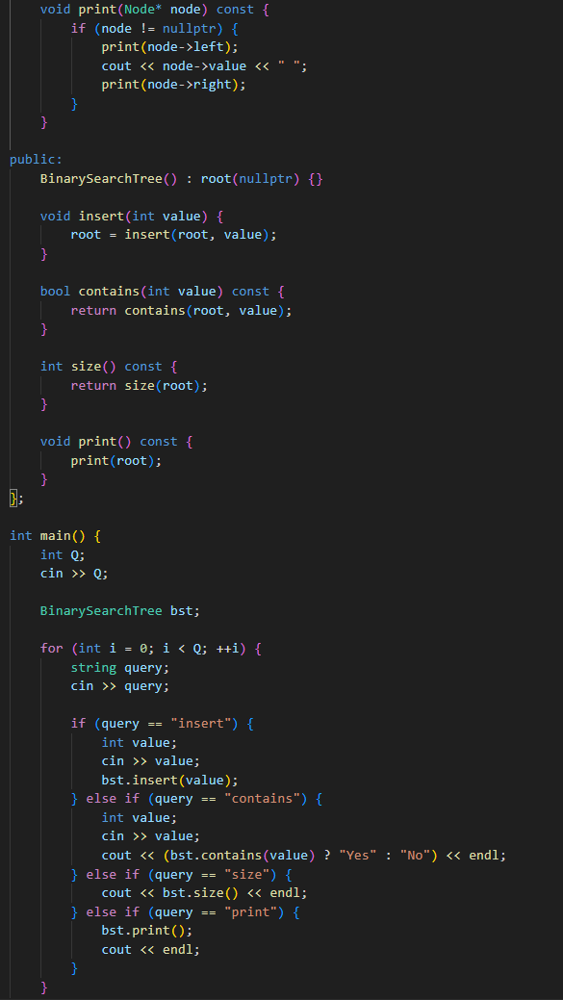 void print(Node* node) const {
        if (node != nullptr) {
            print(node->left);
            cout << node->value << " ";
            print(node->right);
        }
    }

public:
    BinarySearchTree() : root(nullptr) {}

    void insert(int value) {
        root = insert(root, value);
    }

    bool contains(int value) const {
        return contains(root, value);
    }

    int size() const {
        return size(root);
    }

    void print() const {
        print(root);
    }
};

int main() {
    int Q;
    cin >> Q;

    BinarySearchTree bst;

    for (int i = 0; i < Q; ++i) {
        string query;
        cin >> query;

        if (query == "insert") {
            int value;
            cin >> value;
            bst.insert(value);
        } else if (query == "contains") {
            int value;
            cin >> value;
            cout << (bst.contains(value) ? "Yes" : "No") << endl;
        } else if (query == "size") {
            cout << bst.size() << endl;
        } else if (query == "print") {
            bst.print();
            cout << endl;
        }
    }